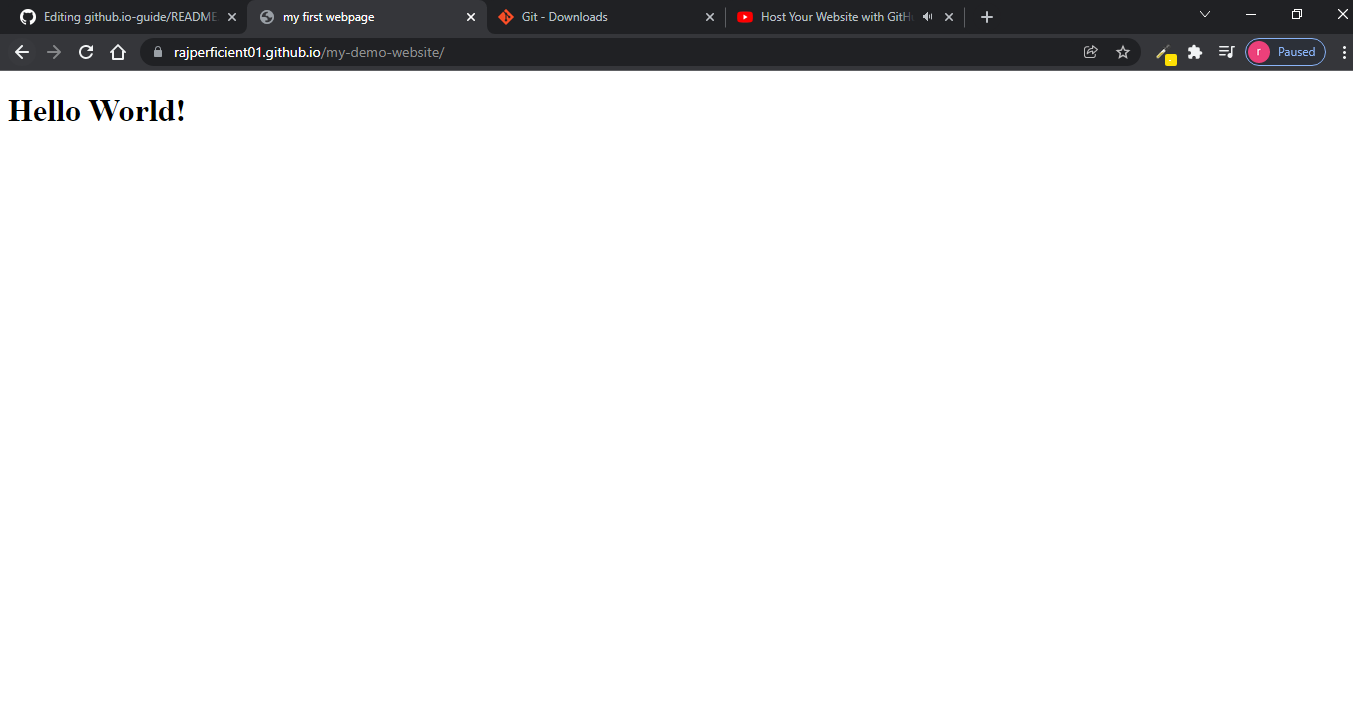 Editing github.io-guide/README
my first webpage
Git - Downloads
Host Your Website with GitH
rajperficient01.github.io/my-demo-website/
r
Paused
Hello World!